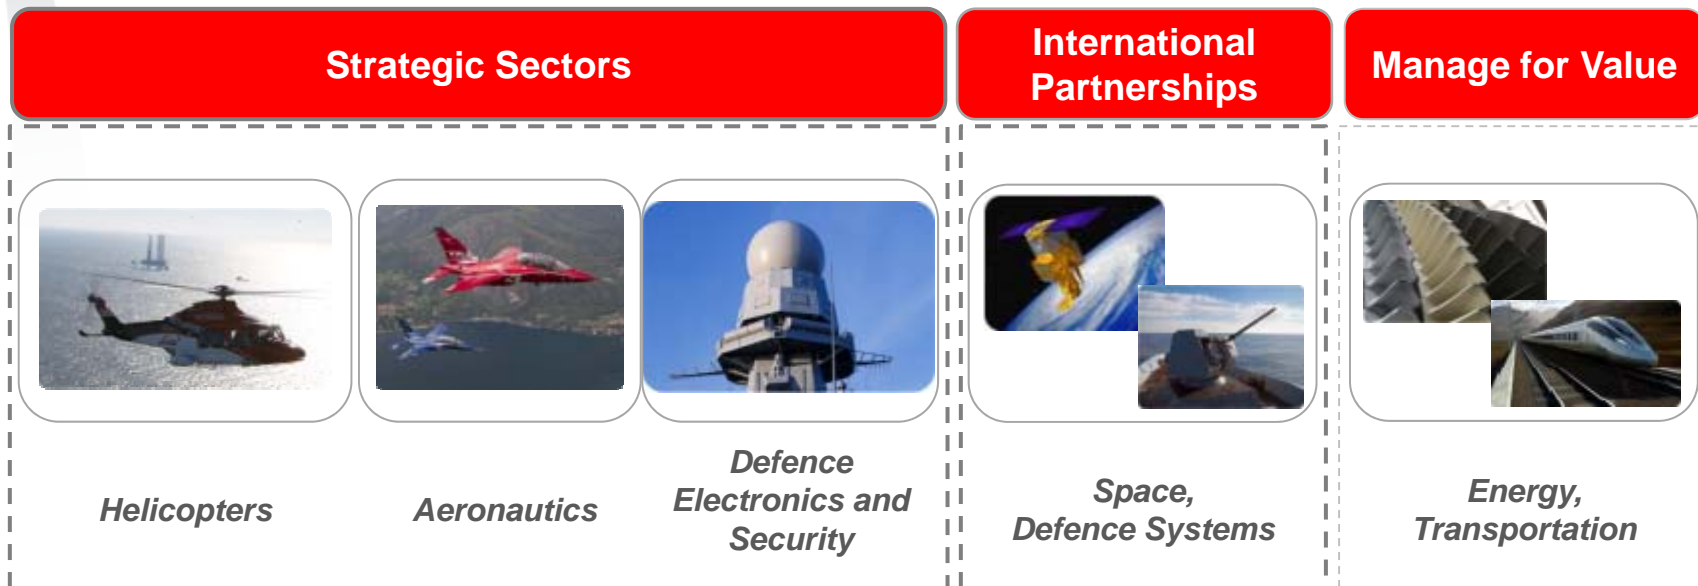 Strategic Sectors
International
Partnerships
Manage for Value
Helicopters
Aeronautics
Defence
Electronics and
Security
Space,
Defence Systems
Energy,
Transportation